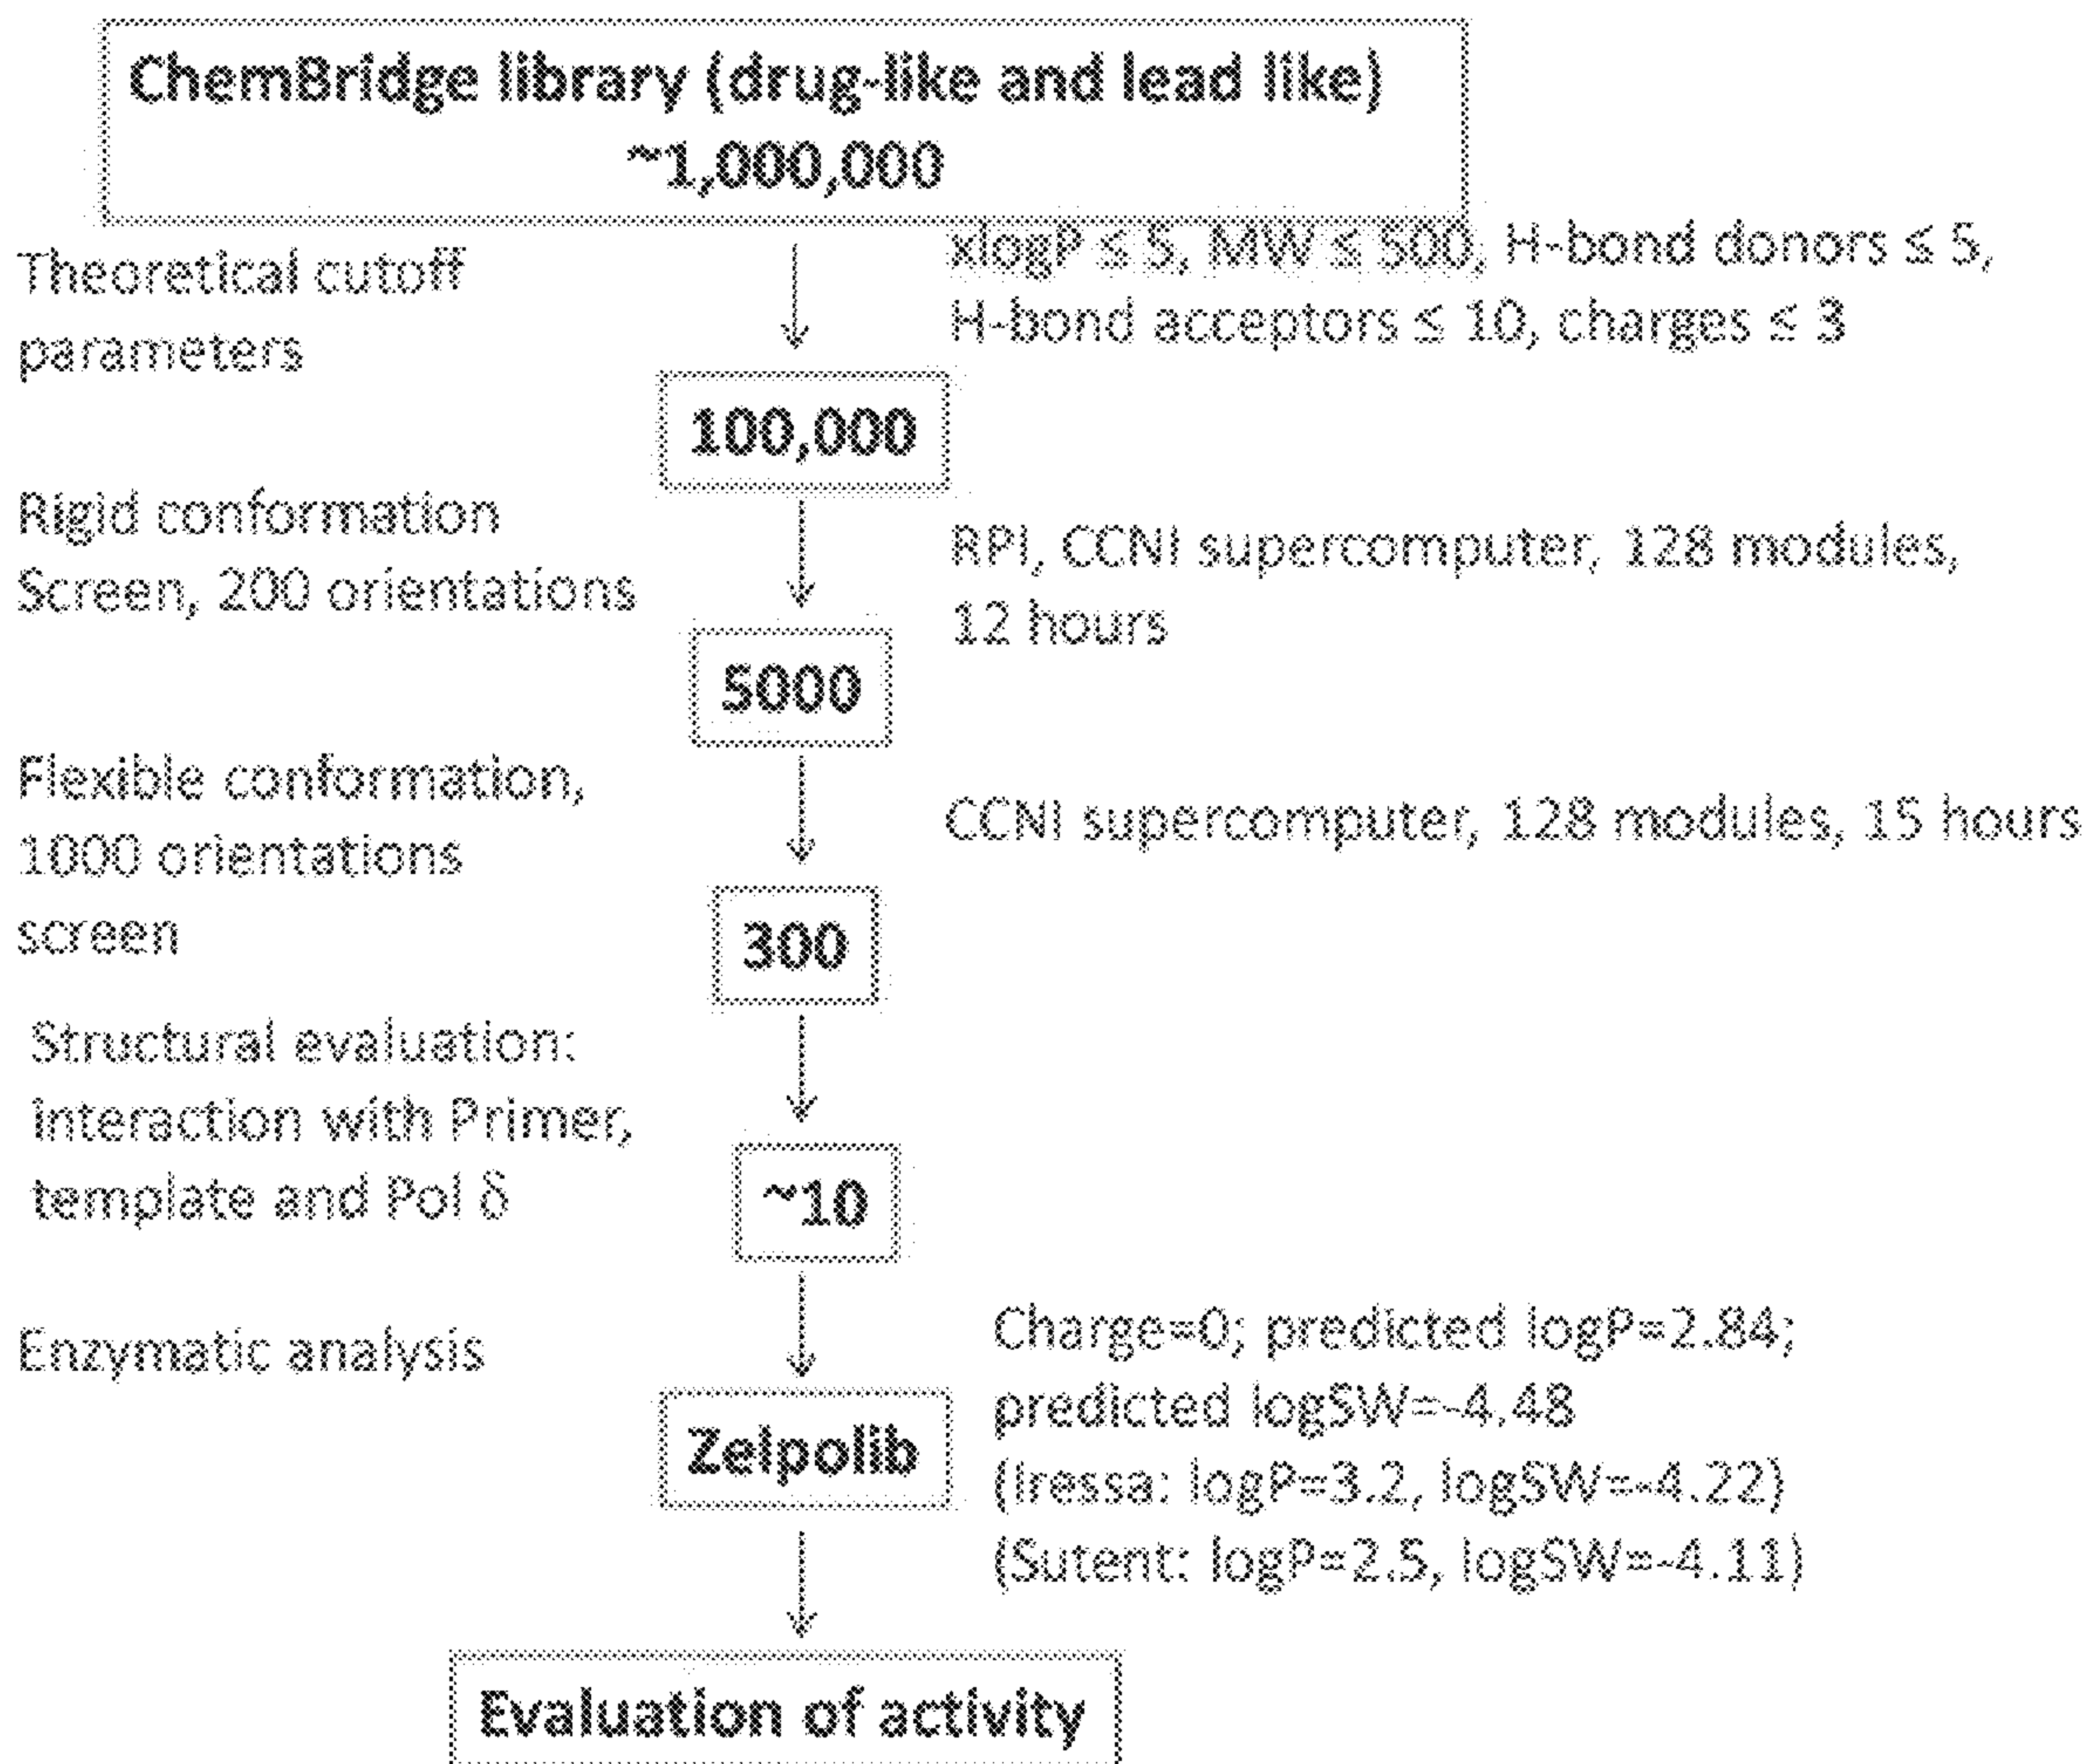 ChemBridge library (drug-like and lead like)
~1,000,000
Theoretical cutoff
parameters
xlogP ≤ 5, MW ≤ 500, H-bond donors ≤ 5,
H-bond acceptors ≤ 10, charges ≤ 3
100,000
Rigid conformation
Screen, 200 orientations
RPI, CCNI supercomputer, 128 modules,
12 hours
5000
Flexible conformation,
1000 orientations
screen
CCNI supercomputer, 128 modules, 15 hours
300
Structural evaluation:
interaction with Primer,
template and Pol δ
~10
Enzymatic analysis
Charge=0; predicted logP=2.84;
predicted logSW=-4.48
(Iressa: logP=3.2, logSW=-4.22)
(Sutent: logP=2.5, logSW=-4.11)
Zelpolib
Evaluation of activity